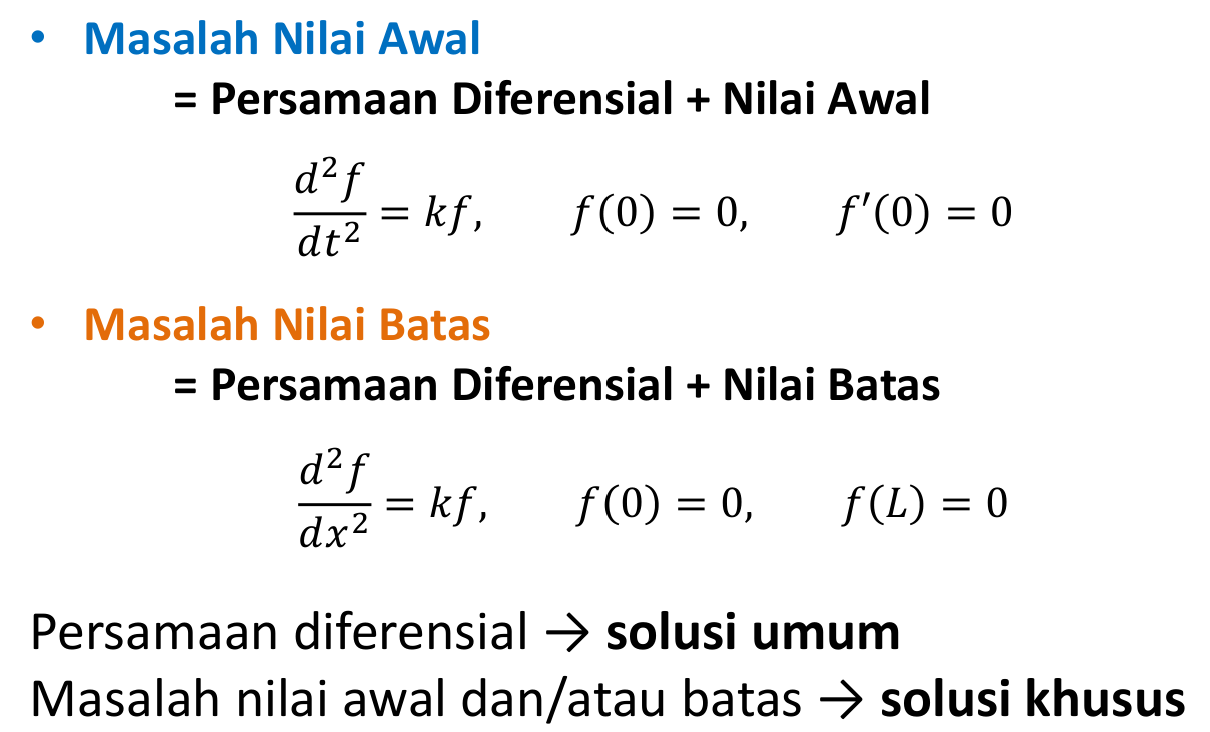 • Masalah Nilai Awal
= Persamaan Diferensial + Nilai Awal
d²f/dt² = kf, f(0) = 0, f′(0) = 0
• Masalah Nilai Batas
= Persamaan Diferensial + Nilai Batas
d²f/dx² = kf, f(0) = 0, f(L) = 0
Persamaan diferensial → solusi umum
Masalah nilai awal dan/atau batas → solusi khusus